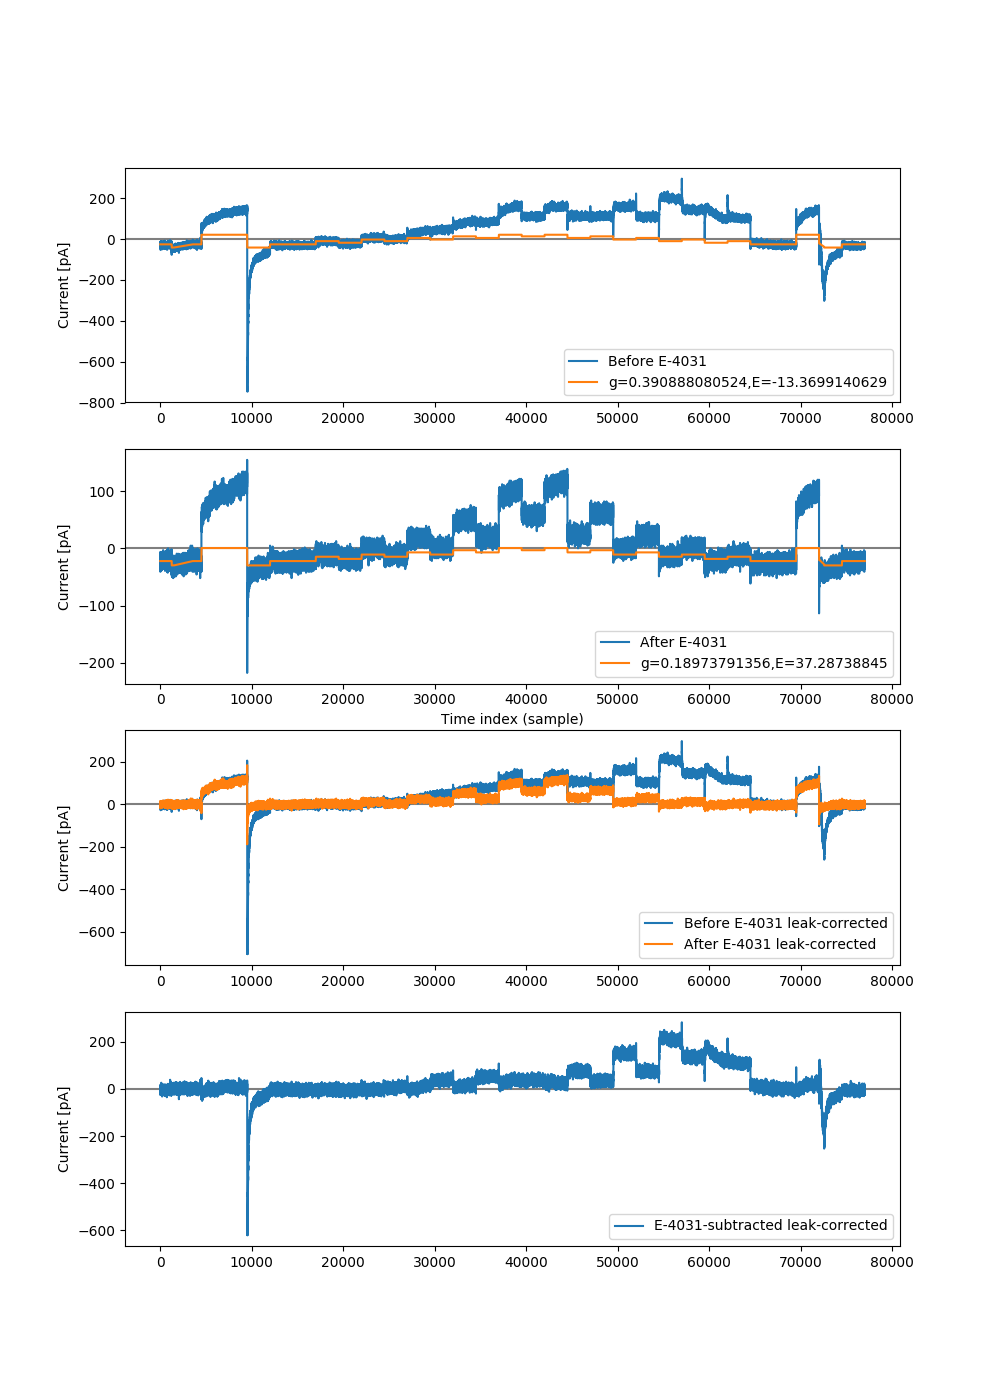 200
0
−200
−400
−600
−800
Current [pA]
Before E-4031
g=0.390888080524,E=-13.3699140629
0 10000 20000 30000 40000 50000 60000 70000 80000
100
0
−100
−200
Current [pA]
After E-4031
g=0.18973791356,E=37.28738845
0 10000 20000 30000 40000 50000 60000 70000 80000
Time index (sample)
200
0
−200
−400
−600
Current [pA]
Before E-4031 leak-corrected
After E-4031 leak-corrected
0 10000 20000 30000 40000 50000 60000 70000 80000
200
0
−200
−400
−600
Current [pA]
E-4031-subtracted leak-corrected
0 10000 20000 30000 40000 50000 60000 70000 80000